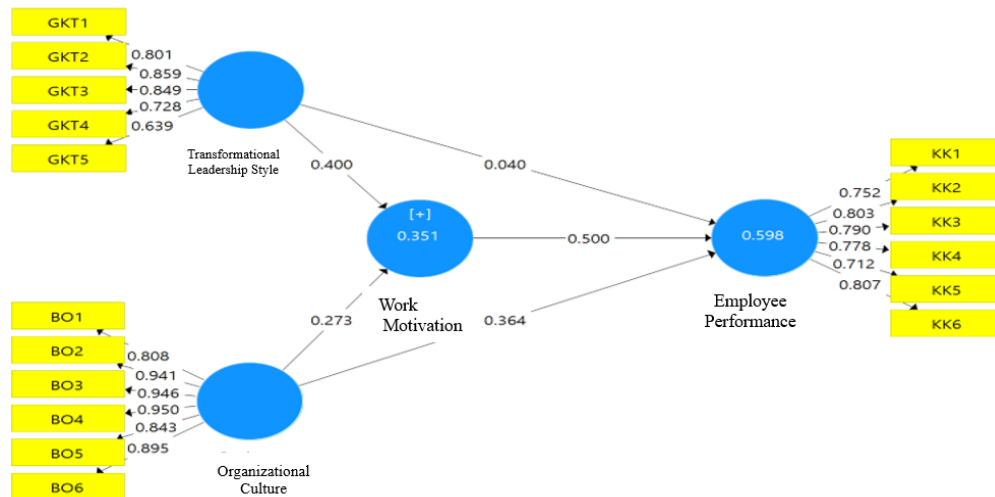 GKT1
GKT2
GKT3
GKT4
GKT5
0.801
0.859
0.849
0.728
0.639
Transformational
Leadership Style
0.400
0.040
[+]
0.351
Work
Motivation
0.500
0.273
0.364
0.598
Employee
Performance
KK1
KK2
KK3
KK4
KK5
KK6
0.752
0.803
0.790
0.778
0.712
0.807
BO1
BO2
BO3
BO4
BO5
BO6
0.808
0.941
0.946
0.950
0.843
0.895
Organizational
Culture